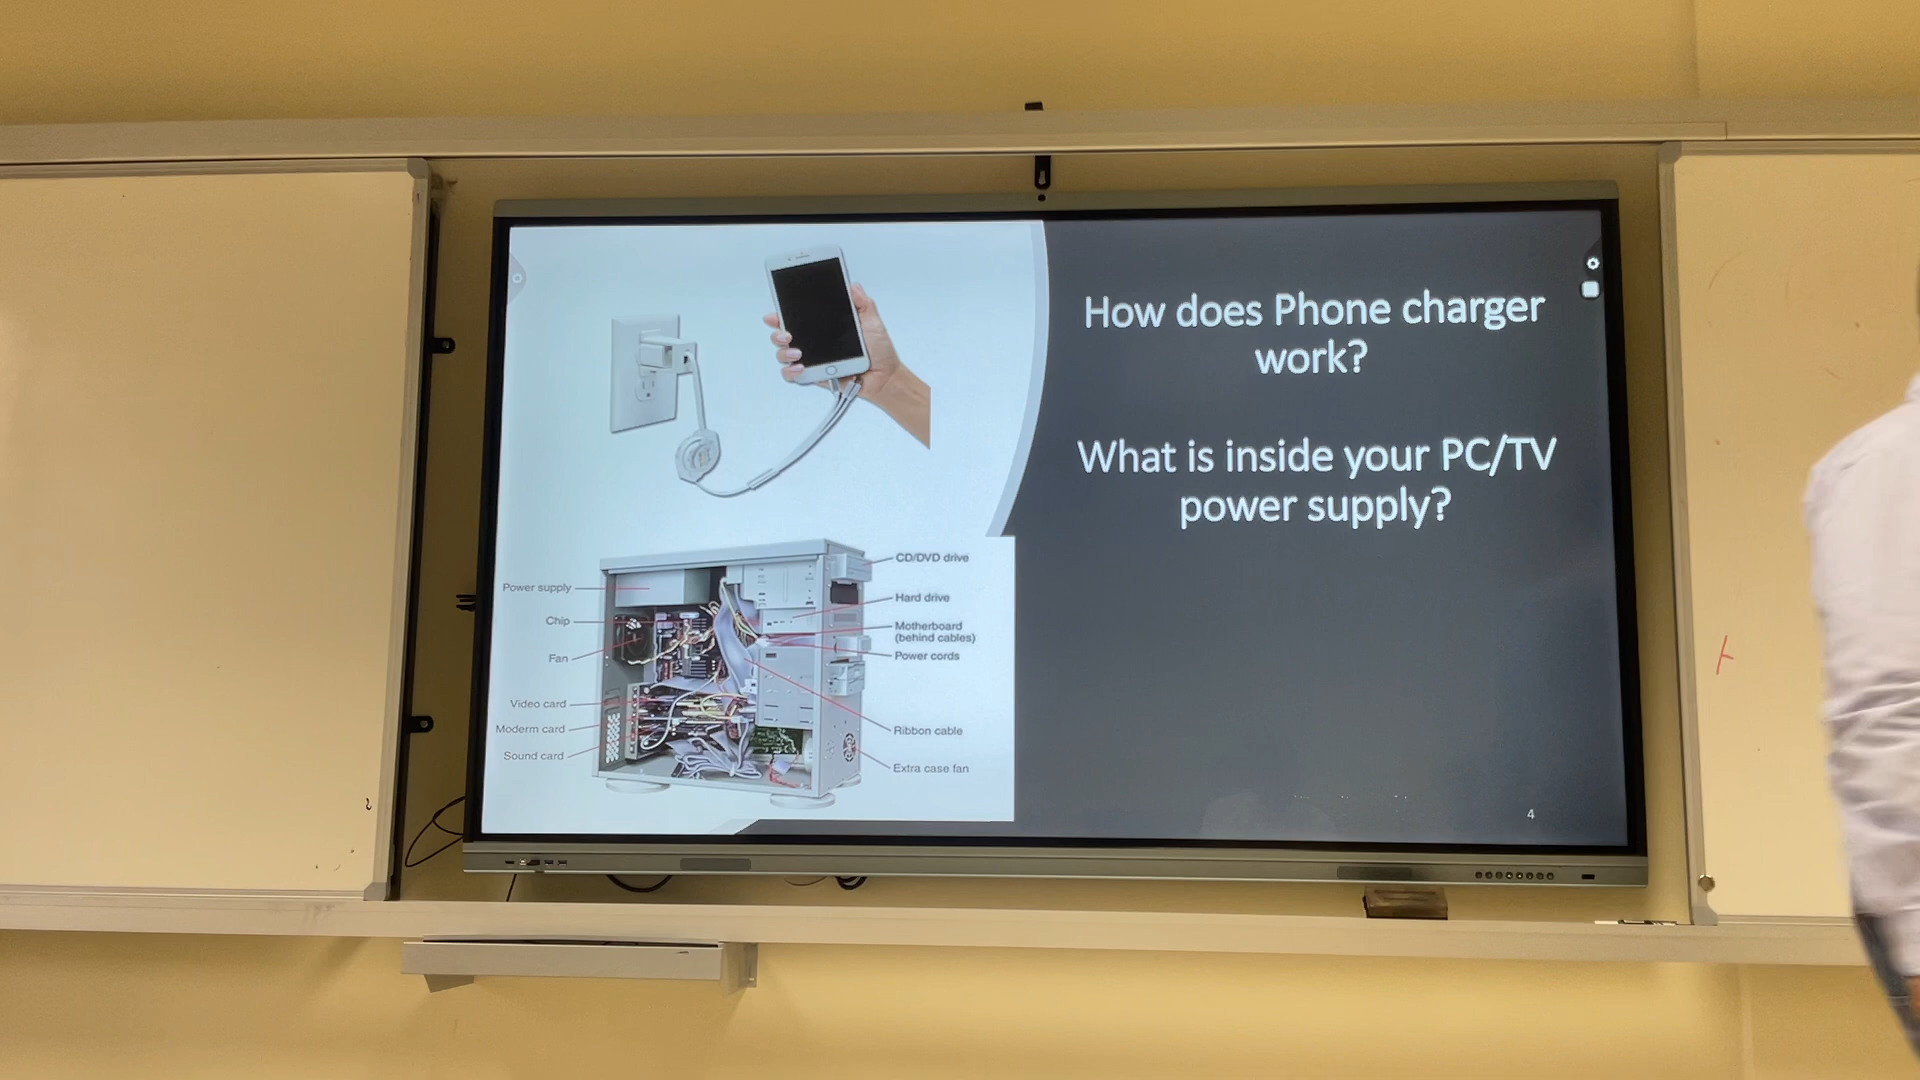 How does Phone charger
work?
What is inside your PC/TV
power supply?
Power supply
Chip
Fan
Video card
Moderm card
Sound card
CD/DVD drive
Hard drive
Motherboard
(behind cables)
Power cords
Ribbon cable
Extra case fan
4